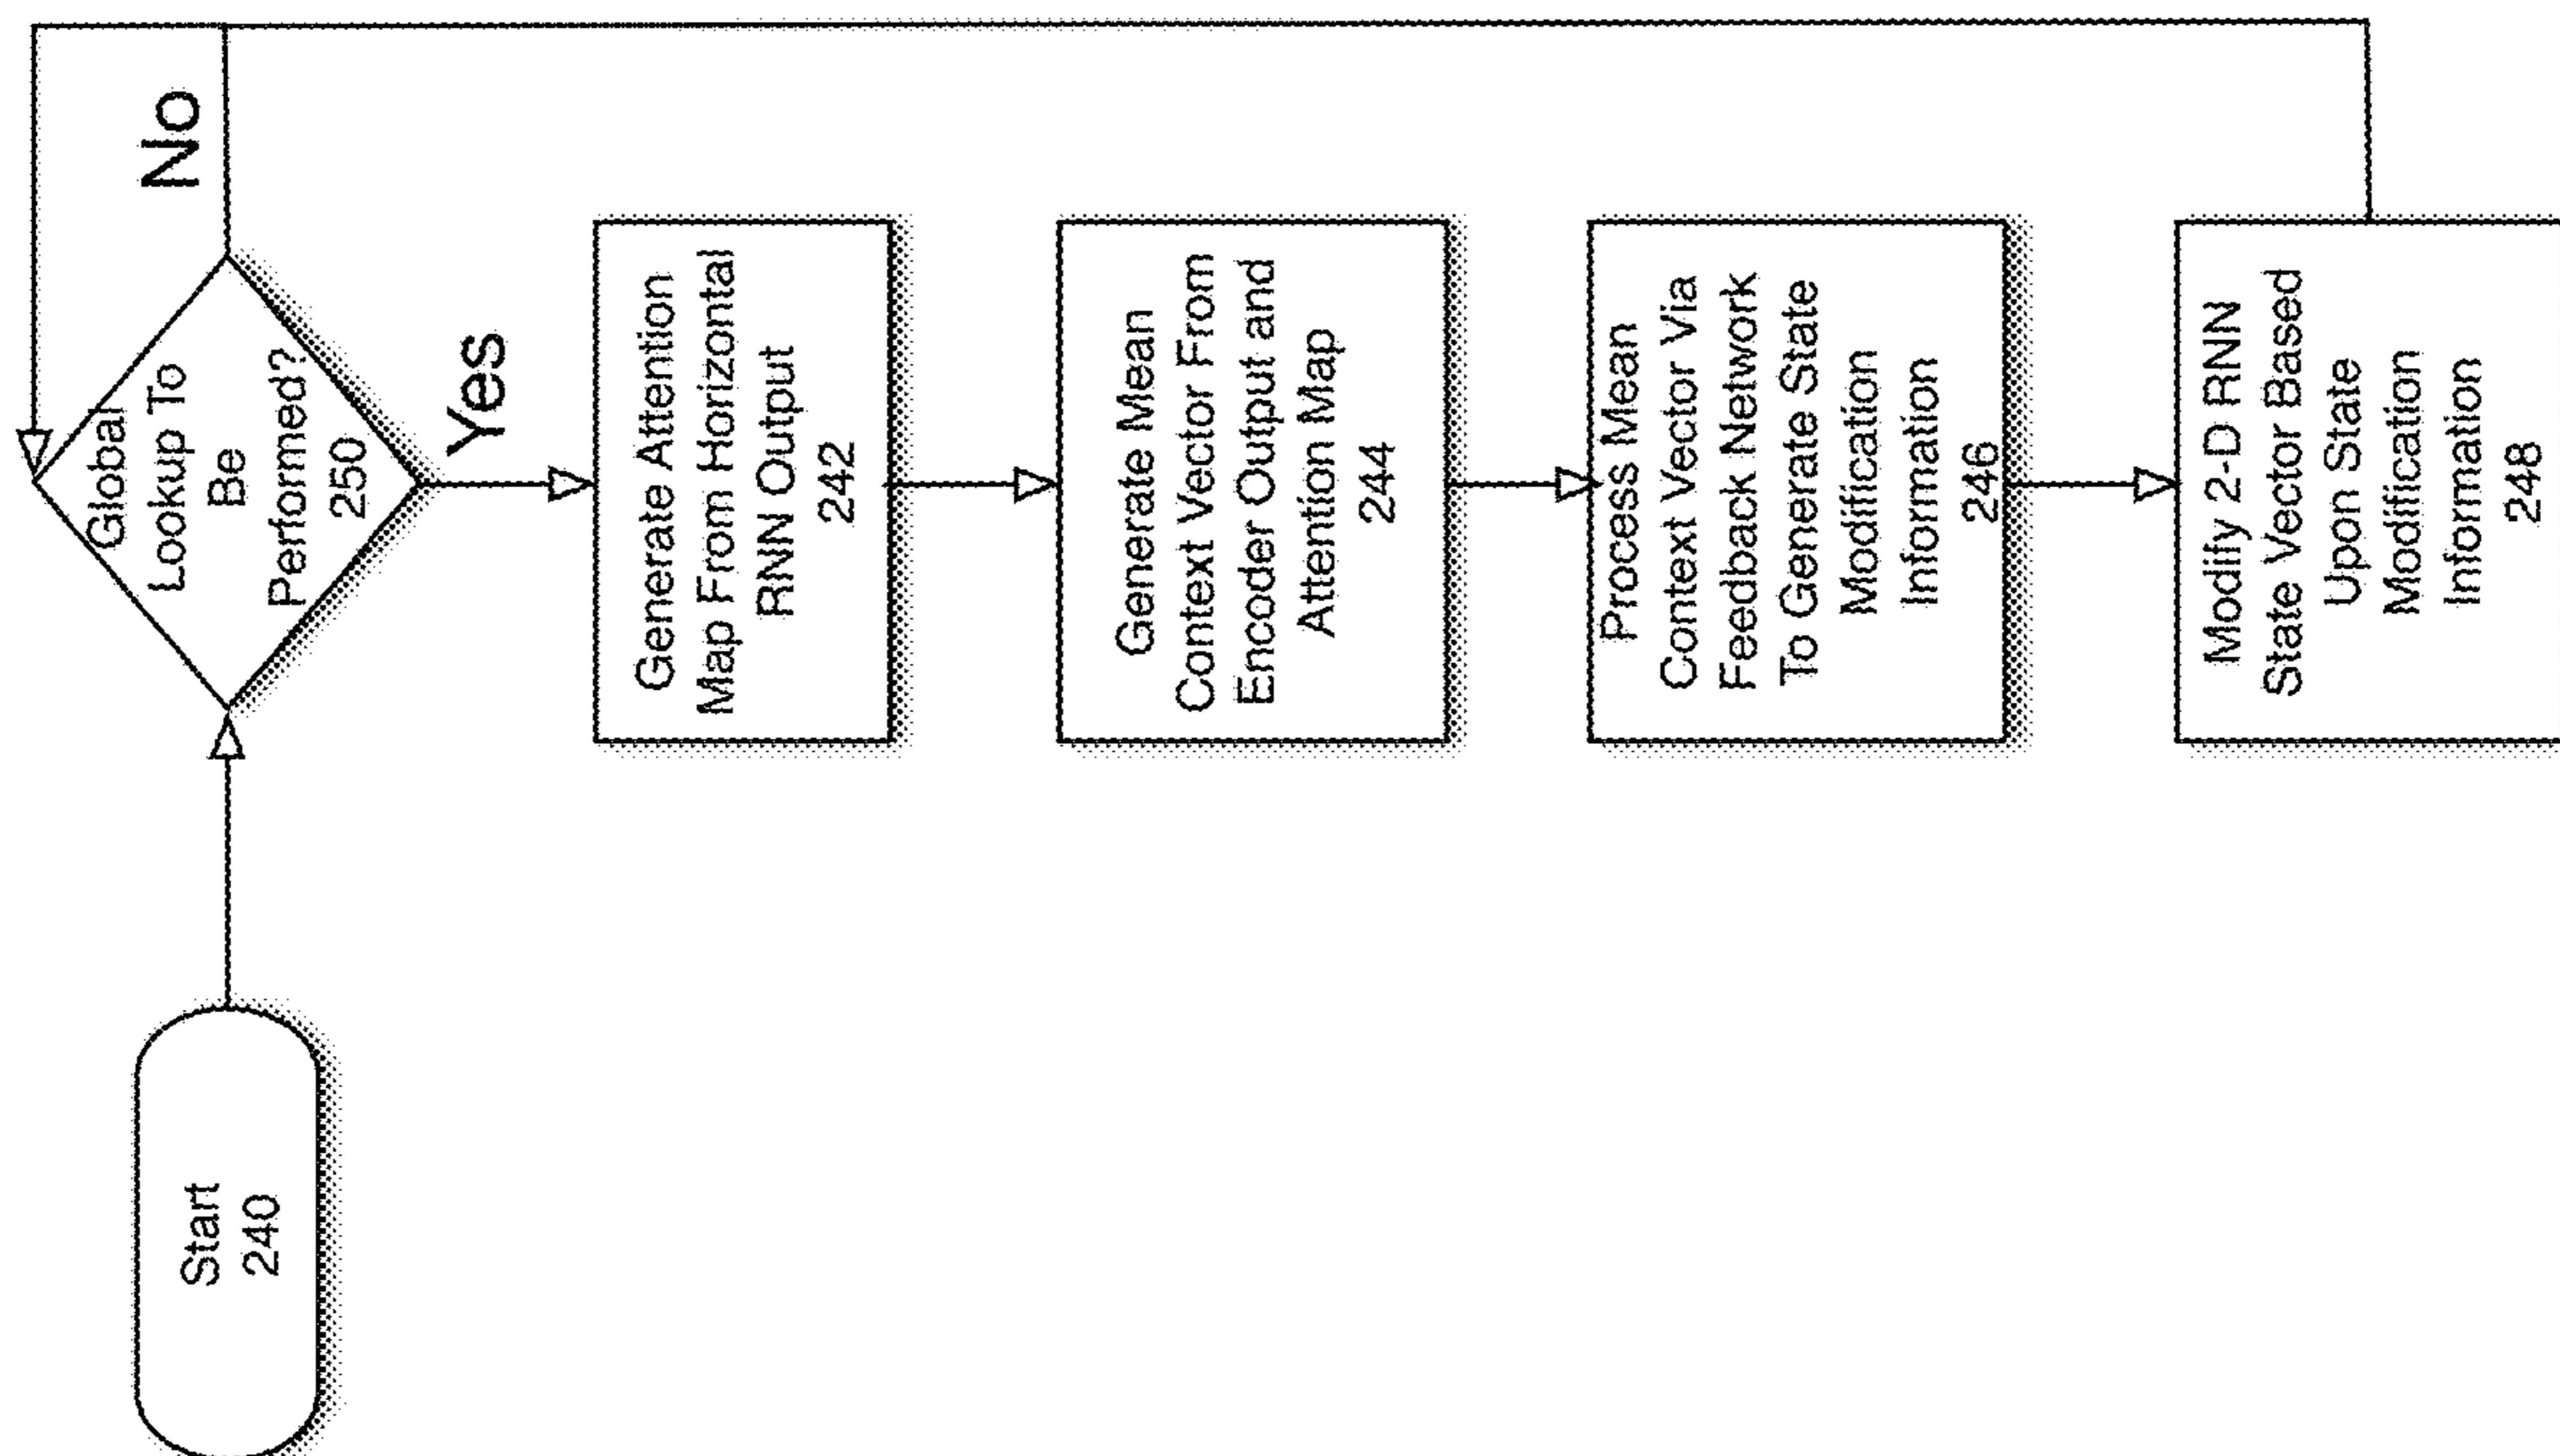 Start
240
Global
Lookup To
Be
Performed?
250
No
Yes
Generate Attention
Map From Horizontal
RNN Output
242
Generate Mean
Context Vector From
Encoder Output and
Attention Map
244
Process Mean
Context Vector Via
Feedback Network
To Generate State
Modification
Information
246
Modify 2-D RNN
State Vector Based
Upon State
Modification
Information
248